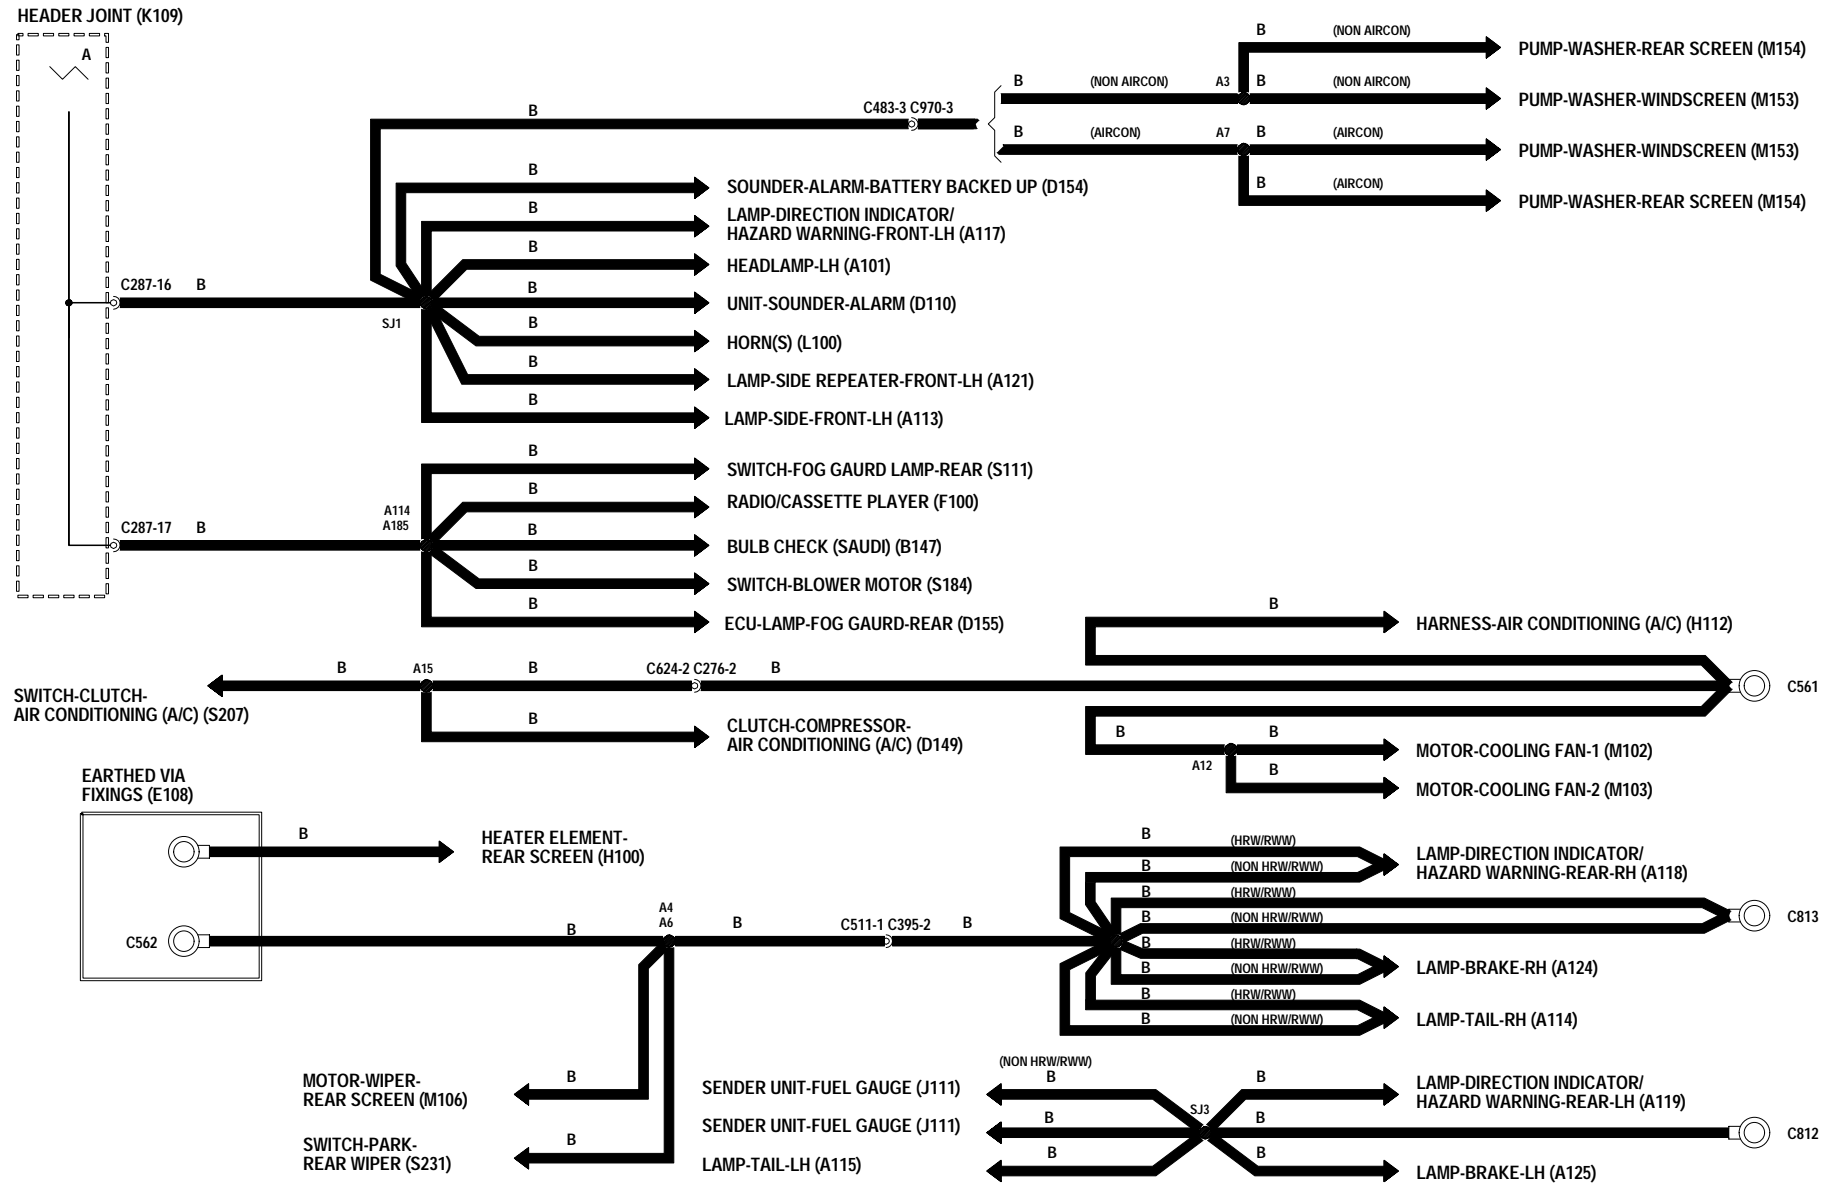 HEADER JOINT (K109)
A
C287-16 B
SJ1
B
C483-3 C970-3
B (NON AIRCON) A3
B (NON AIRCON)
PUMP-WASHER-REAR SCREEN (M154)
B (NON AIRCON)
PUMP-WASHER-WINDSCREEN (M153)
B (AIRCON) A7
B (AIRCON)
PUMP-WASHER-WINDSCREEN (M153)
B (AIRCON)
PUMP-WASHER-REAR SCREEN (M154)
B
SOUNDER-ALARM-BATTERY BACKED UP (D154)
B
LAMP-DIRECTION INDICATOR/
HAZARD WARNING-FRONT-LH (A117)
B
HEADLAMP-LH (A101)
B
UNIT-SOUNDER-ALARM (D110)
B
HORN(S) (L100)
B
LAMP-SIDE REPEATER-FRONT-LH (A121)
B
LAMP-SIDE-FRONT-LH (A113)
C287-17 B
A114
A185
B
SWITCH-FOG GAURD LAMP-REAR (S111)
B
RADIO/CASSETTE PLAYER (F100)
B
BULB CHECK (SAUDI) (B147)
B
SWITCH-BLOWER MOTOR (S184)
B
ECU-LAMP-FOG GAURD-REAR (D155)
SWITCH-CLUTCH-
AIR CONDITIONING (A/C) (S207)
B
A15
B
C624-2 C276-2
B
B
CLUTCH-COMPRESSOR-
AIR CONDITIONING (A/C) (D149)
B
HARNESS-AIR CONDITIONING (A/C) (H112)
C561
B
A12
B
MOTOR-COOLING FAN-1 (M102)
B
MOTOR-COOLING FAN-2 (M103)
EARTHED VIA
FIXINGS (E108)
B
HEATER ELEMENT-
REAR SCREEN (H100)
C562
B
A4
A6
B
C511-1 C395-2
B
B (HRW/RWW)
B (NON HRW/RWW)
LAMP-DIRECTION INDICATOR/
HAZARD WARNING-REAR-RH (A118)
B (HRW/RWW)
B (NON HRW/RWW)
C813
B (HRW/RWW)
B (NON HRW/RWW)
LAMP-BRAKE-RH (A124)
B (HRW/RWW)
B (NON HRW/RWW)
LAMP-TAIL-RH (A114)
MOTOR-WIPER-
REAR SCREEN (M106)
B
SWITCH-PARK-
REAR WIPER (S231)
B
(NON HRW/RWW)
SENDER UNIT-FUEL GAUGE (J111)
B
SENDER UNIT-FUEL GAUGE (J111)
B
LAMP-TAIL-LH (A115)
B
SJ3
B
LAMP-DIRECTION INDICATOR/
HAZARD WARNING-REAR-LH (A119)
B
C812
B
LAMP-BRAKE-LH (A125)